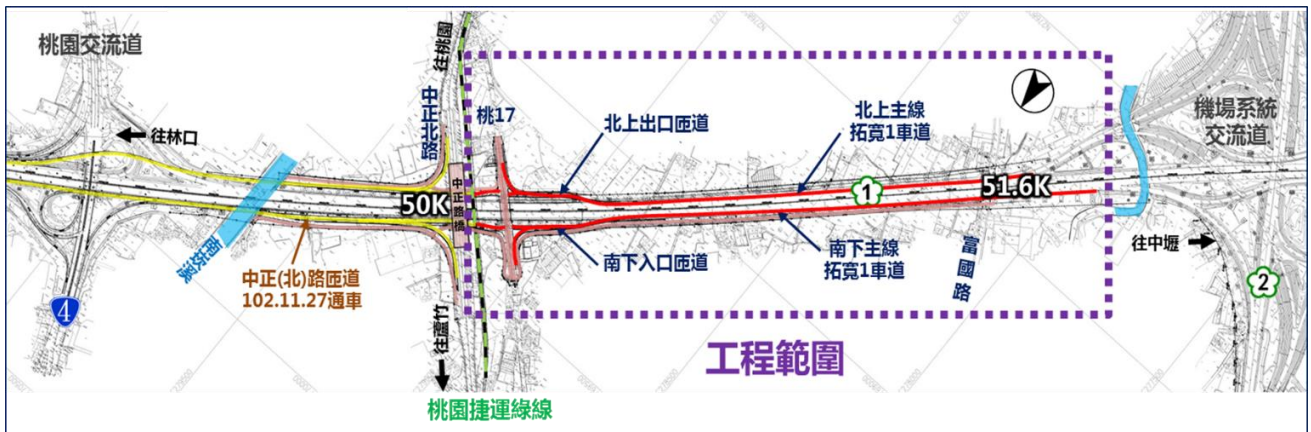 桃園交流道
往林口
往桃園
中正北路
桃17
北上出口匝道
北上主線
拓寬1車道
機場系統
交流道
50K
中正路橋
1
51.6K
南崁溪
中正(北)路匝道
102.11.27通車
南下入口匝道
南下主線
拓寬1車道
富國路
往中壢
2
4
往蘆竹
工程範圍
桃園捷運綠線